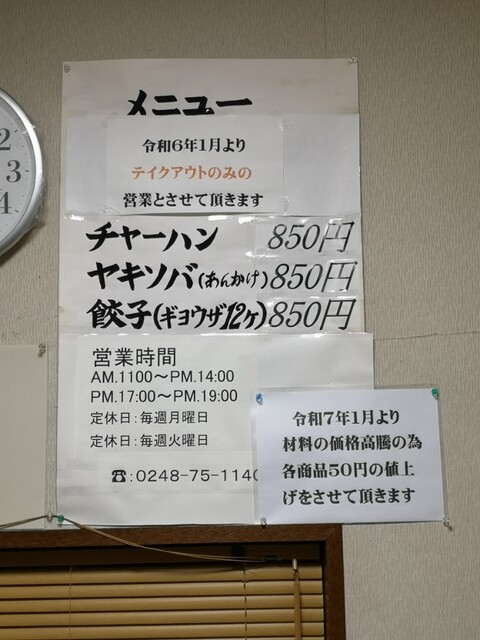 メニュー
令和6年1月より
テイクアウトのみの
営業とさせて頂きます
チャーハン 850円
ヤキソバ(あんかけ)850円
餃子(ギョウザ12ケ)850円
営業時間
AM.1100～PM.14:00
PM.17:00～PM.19:00
定休日:毎週月曜日
定休日:毎週火曜日
☎:0248-75-1140
令和7年1月より
材料の価格高騰の為
各商品50円の値上
げをさせて頂きます
2
3
4